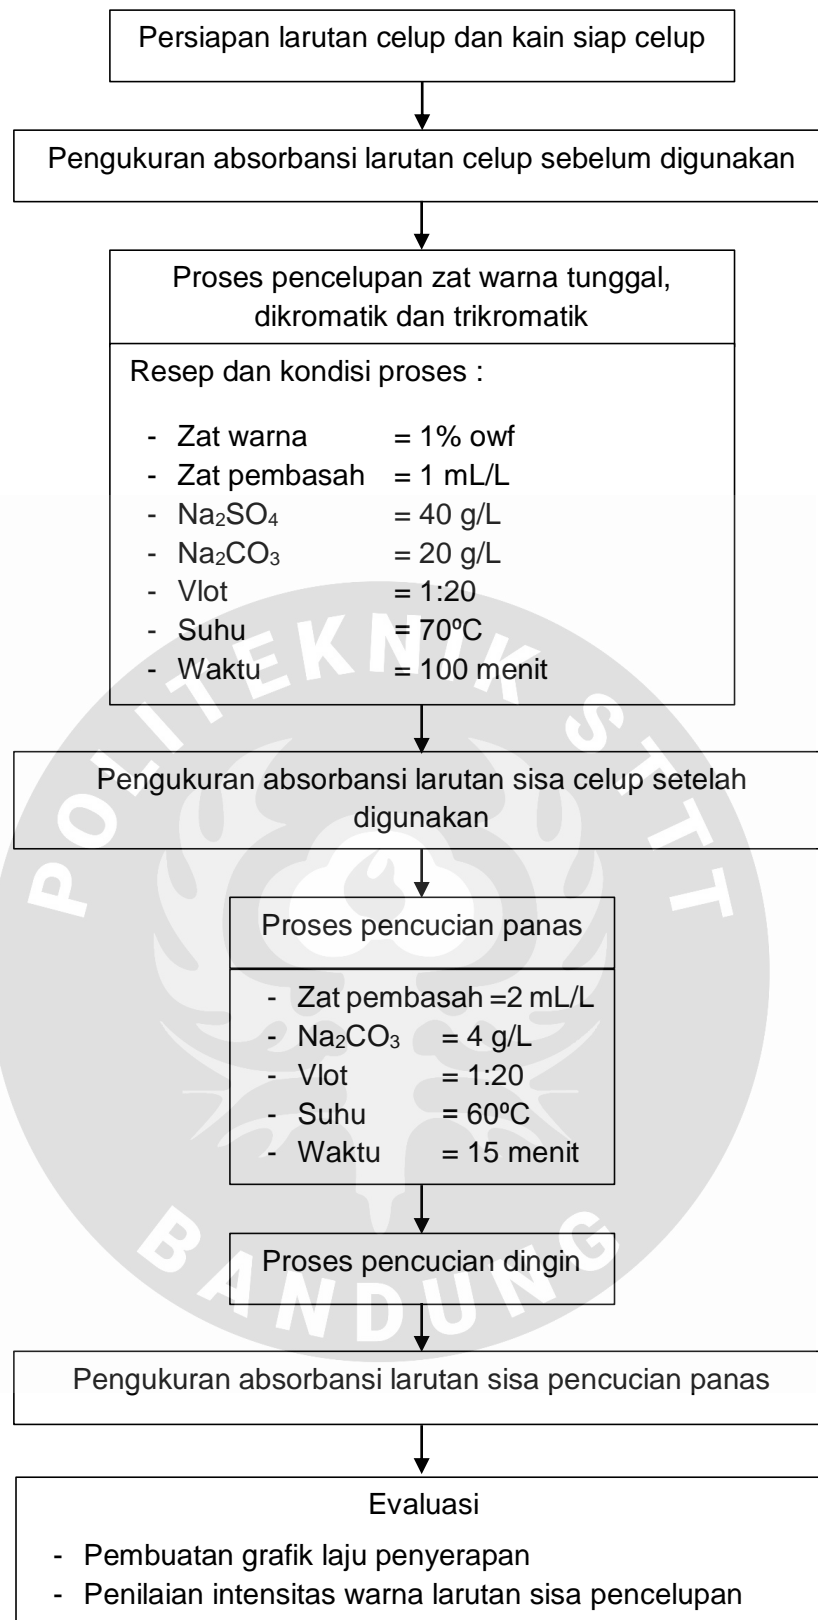 Persiapan larutan celup dan kain siap celup
Pengukuran absorbansi larutan celup sebelum digunakan
Proses pencelupan zat warna tunggal,
dikromatik dan trikromatik
Resep dan kondisi proses :
- Zat warna = 1% owf
- Zat pembasah = 1 mL/L
- Na₂SO₄ = 40 g/L
- Na₂CO₃ = 20 g/L
- Vlot = 1:20
- Suhu = 70ºC
- Waktu = 100 menit
Pengukuran absorbansi larutan sisa celup setelah
digunakan
Proses pencucian panas
- Zat pembasah =2 mL/L
- Na₂CO₃ = 4 g/L
- Vlot = 1:20
- Suhu = 60ºC
- Waktu = 15 menit
Proses pencucian dingin
Pengukuran absorbansi larutan sisa pencucian panas
Evaluasi
- Pembuatan grafik laju penyerapan
- Penilaian intensitas warna larutan sisa pencelupan
POLITEKNIK STTT
BANDUNG